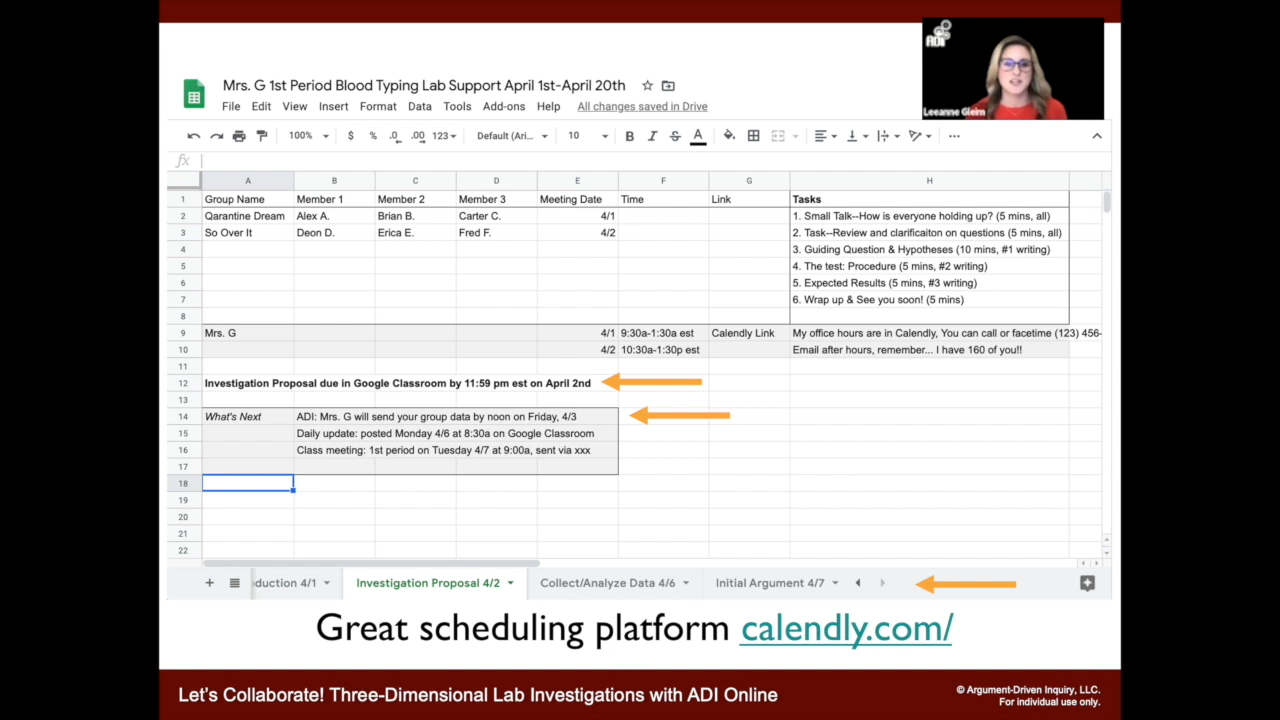 ADI
Leeanne Gleim
Mrs. G 1st Period Blood Typing Lab Support April 1st-April 20th
File Edit View Insert Format Data Tools Add-ons Help All changes saved in Drive
100% $ % .0 .00 123 Default (Ari... 10 B I S A ...
fx
A B C D E F G H
1 Group Name Member 1 Member 2 Member 3 Meeting Date Time Link Tasks
2 Qarantine Dream Alex A. Brian B. Carter C. 4/1 1. Small Talk--How is everyone holding up? (5 mins, all)
3 So Over It Deon D. Erica E. Fred F. 4/2 2. Task--Review and clarificaiton on questions (5 mins, all)
4 3. Guiding Question & Hypotheses (10 mins, #1 writing)
5 4. The test: Procedure (5 mins, #2 writing)
6 5. Expected Results (5 mins, #3 writing)
7 6. Wrap up & See you soon! (5 mins)
8
9 Mrs. G 4/1 9:30a-1:30a est Calendly Link My office hours are in Calendly, You can call or facetime (123) 456-
10 4/2 10:30a-1:30p est Email after hours, remember... I have 160 of you!!
11
12 Investigation Proposal due in Google Classroom by 11:59 pm est on April 2nd
13
14 What's Next ADI: Mrs. G will send your group data by noon on Friday, 4/3
15 Daily update: posted Monday 4/6 at 8:30a on Google Classroom
16 Class meeting: 1st period on Tuesday 4/7 at 9:00a, sent via xxx
17
18
19
20
21
22
+ duction 4/1 Investigation Proposal 4/2 Collect/Analyze Data 4/6 Initial Argument 4/7
Great scheduling platform calendly.com/
Let's Collaborate! Three-Dimensional Lab Investigations with ADI Online
© Argument-Driven Inquiry, LLC.
For individual use only.